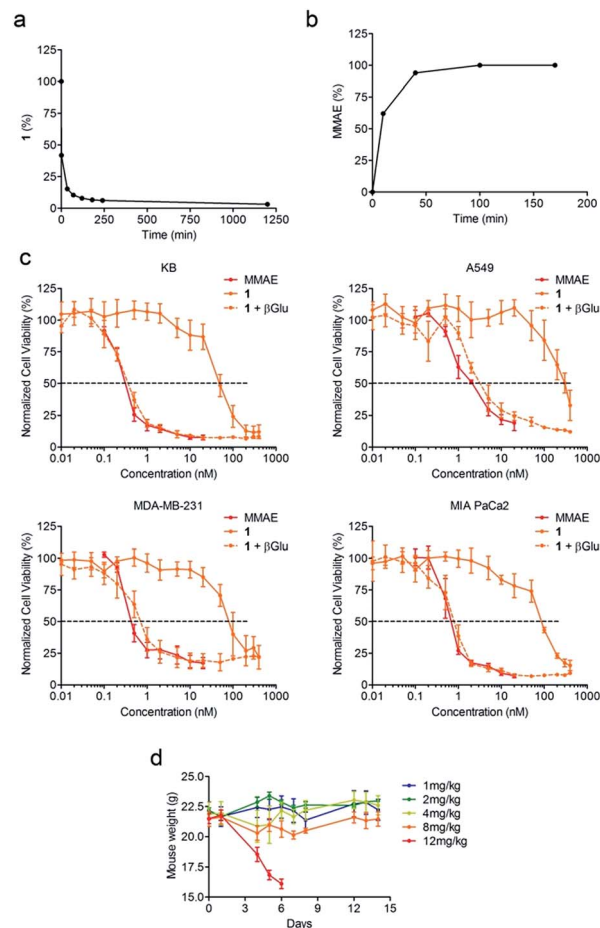 a
b
100
75
50
25
0
1 (%)
0 250 500 750 1000 1250
Time (min)
100
75
50
25
0
MMAE (%)
0 50 100 150 200
Time (min)
c
KB
MMAE
1
1 + βGlu
125
100
75
50
25
0
Normalized Cell Viability (%)
0.01 0.1 1 10 100 1000
Concentration (nM)
A549
MMAE
1
1 + βGlu
125
100
75
50
25
0
Normalized Cell Viability (%)
0.01 0.1 1 10 100 1000
Concentration (nM)
MDA-MB-231
MMAE
1
1 + βGlu
125
100
75
50
25
0
Normalized Cell Viability (%)
0.01 0.1 1 10 100 1000
Concentration (nM)
MIA PaCa2
MMAE
1
1 + βGlu
125
100
75
50
25
0
Normalized Cell Viability (%)
0.01 0.1 1 10 100 1000
Concentration (nM)
d
25.0
22.5
20.0
17.5
15.0
Mouse weight (g)
0 3 6 9 12 15
Days
1mg/kg
2mg/kg
4mg/kg
8mg/kg
12mg/kg